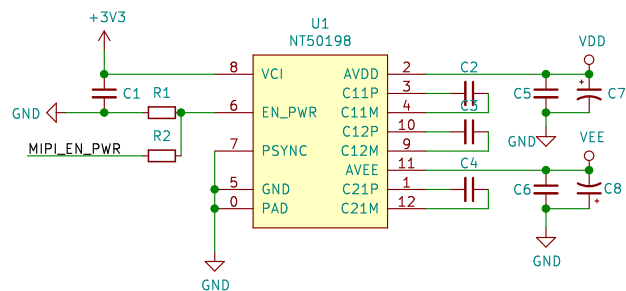 U1
NT50198
+3V3
VDD
8 VCI AVDD 2 C2
C1 R1 C11P 3 C5 C7
GND 6 EN_PWR C11M 4 C3
R2 C12P 10 GND
MIPI_EN_PWR 7 PSYNC C12M 9 VEE
AVEE 11 C4
5 GND C21P 1 C6 C8
0 PAD C21M 12
GND GND
+ +